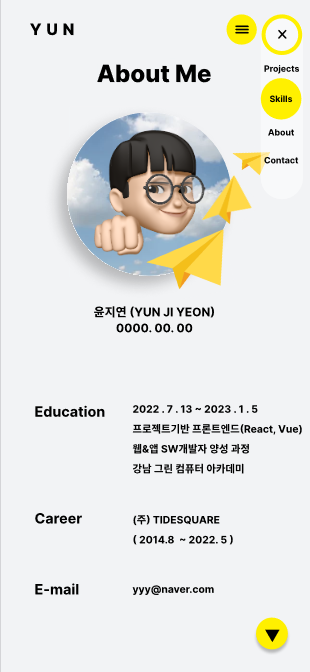 YUN
Projects
Skills
About
Contact
About Me
윤지연 (YUN JI YEON)
0000. 00. 00
Education
2022 . 7 . 13 ~ 2023 . 1 . 5
프로젝트기반 프론트엔드(React, Vue)
웹&앱 SW개발자 양성 과정
강남 그린 컴퓨터 아카데미
Career
(주) TIDESQUARE
( 2014.8 ~ 2022. 5 )
E-mail
yyy@naver.com